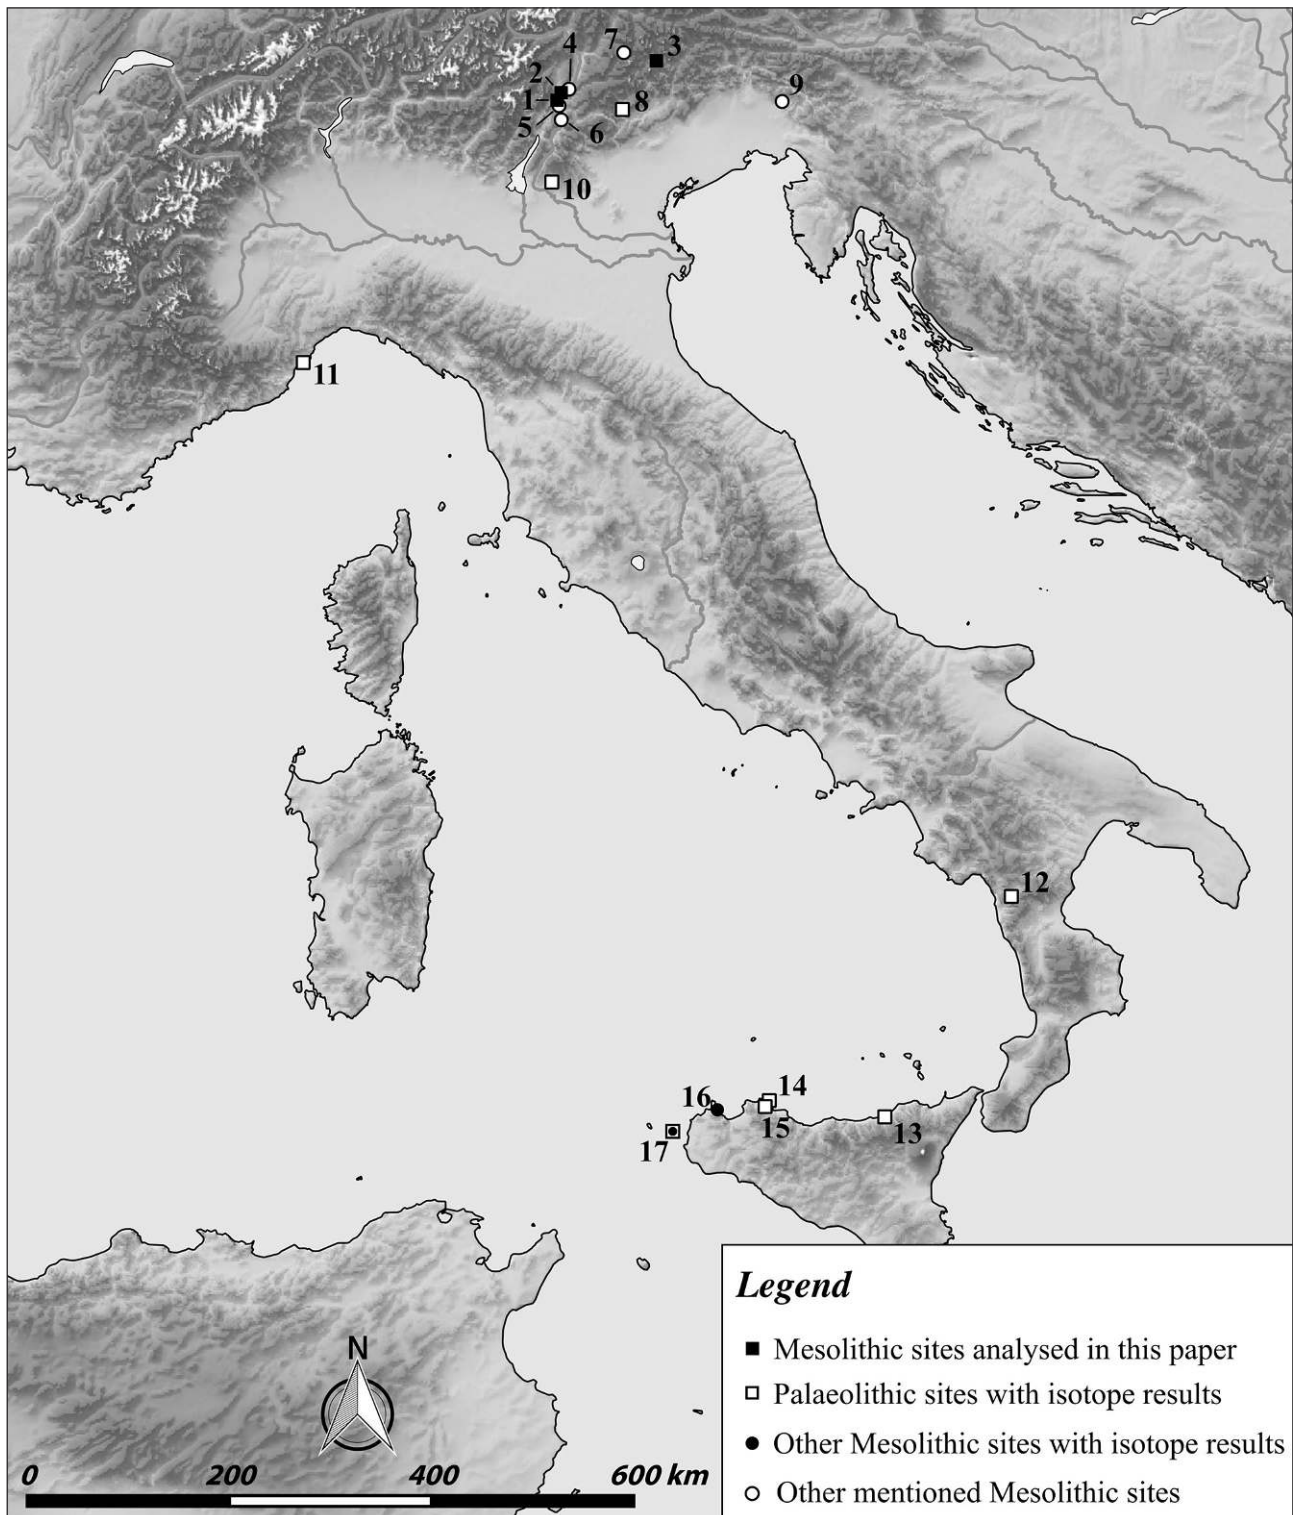 4
7
3
2
1
8
9
5
6
10
11
12
14
16
15
13
17
Legend
Mesolithic sites analysed in this paper
Palaeolithic sites with isotope results
Other Mesolithic sites with isotope results
Other mentioned Mesolithic sites
N
0 200 400 600 km